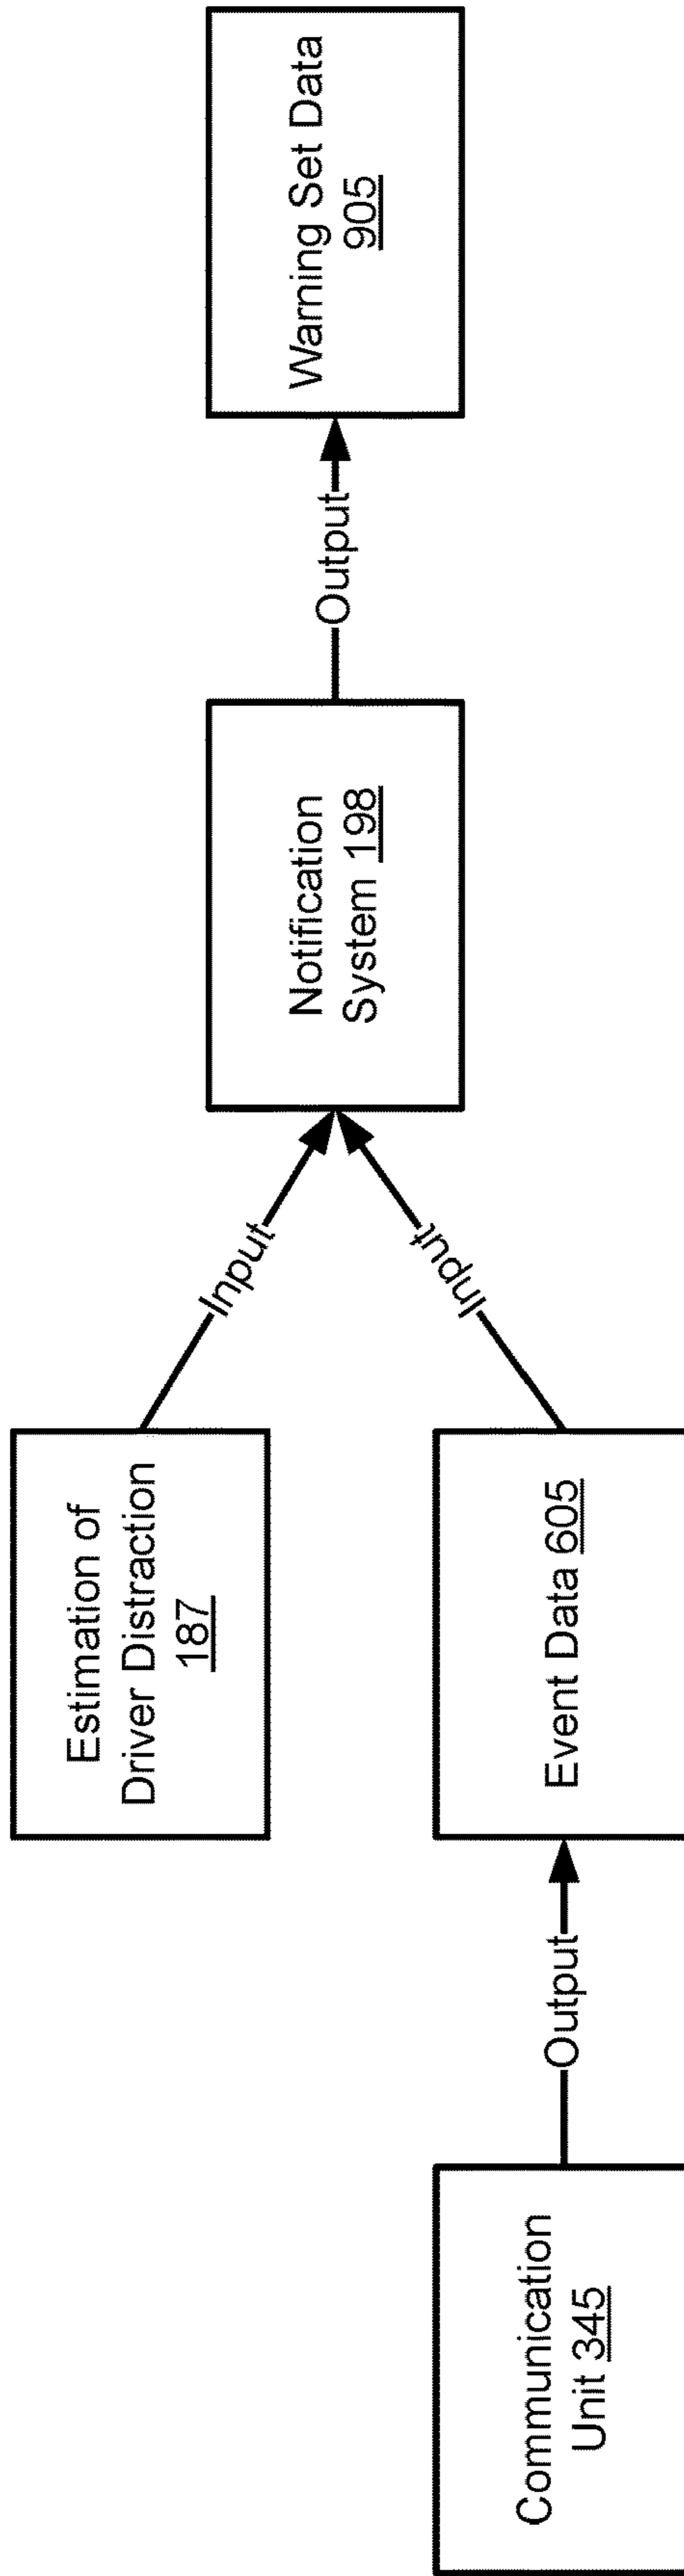 Estimation of
Driver Distraction
187
Communication
Unit 345
Output
Event Data 605
Input
Input
Notification
System 198
Output
Warning Set Data
905